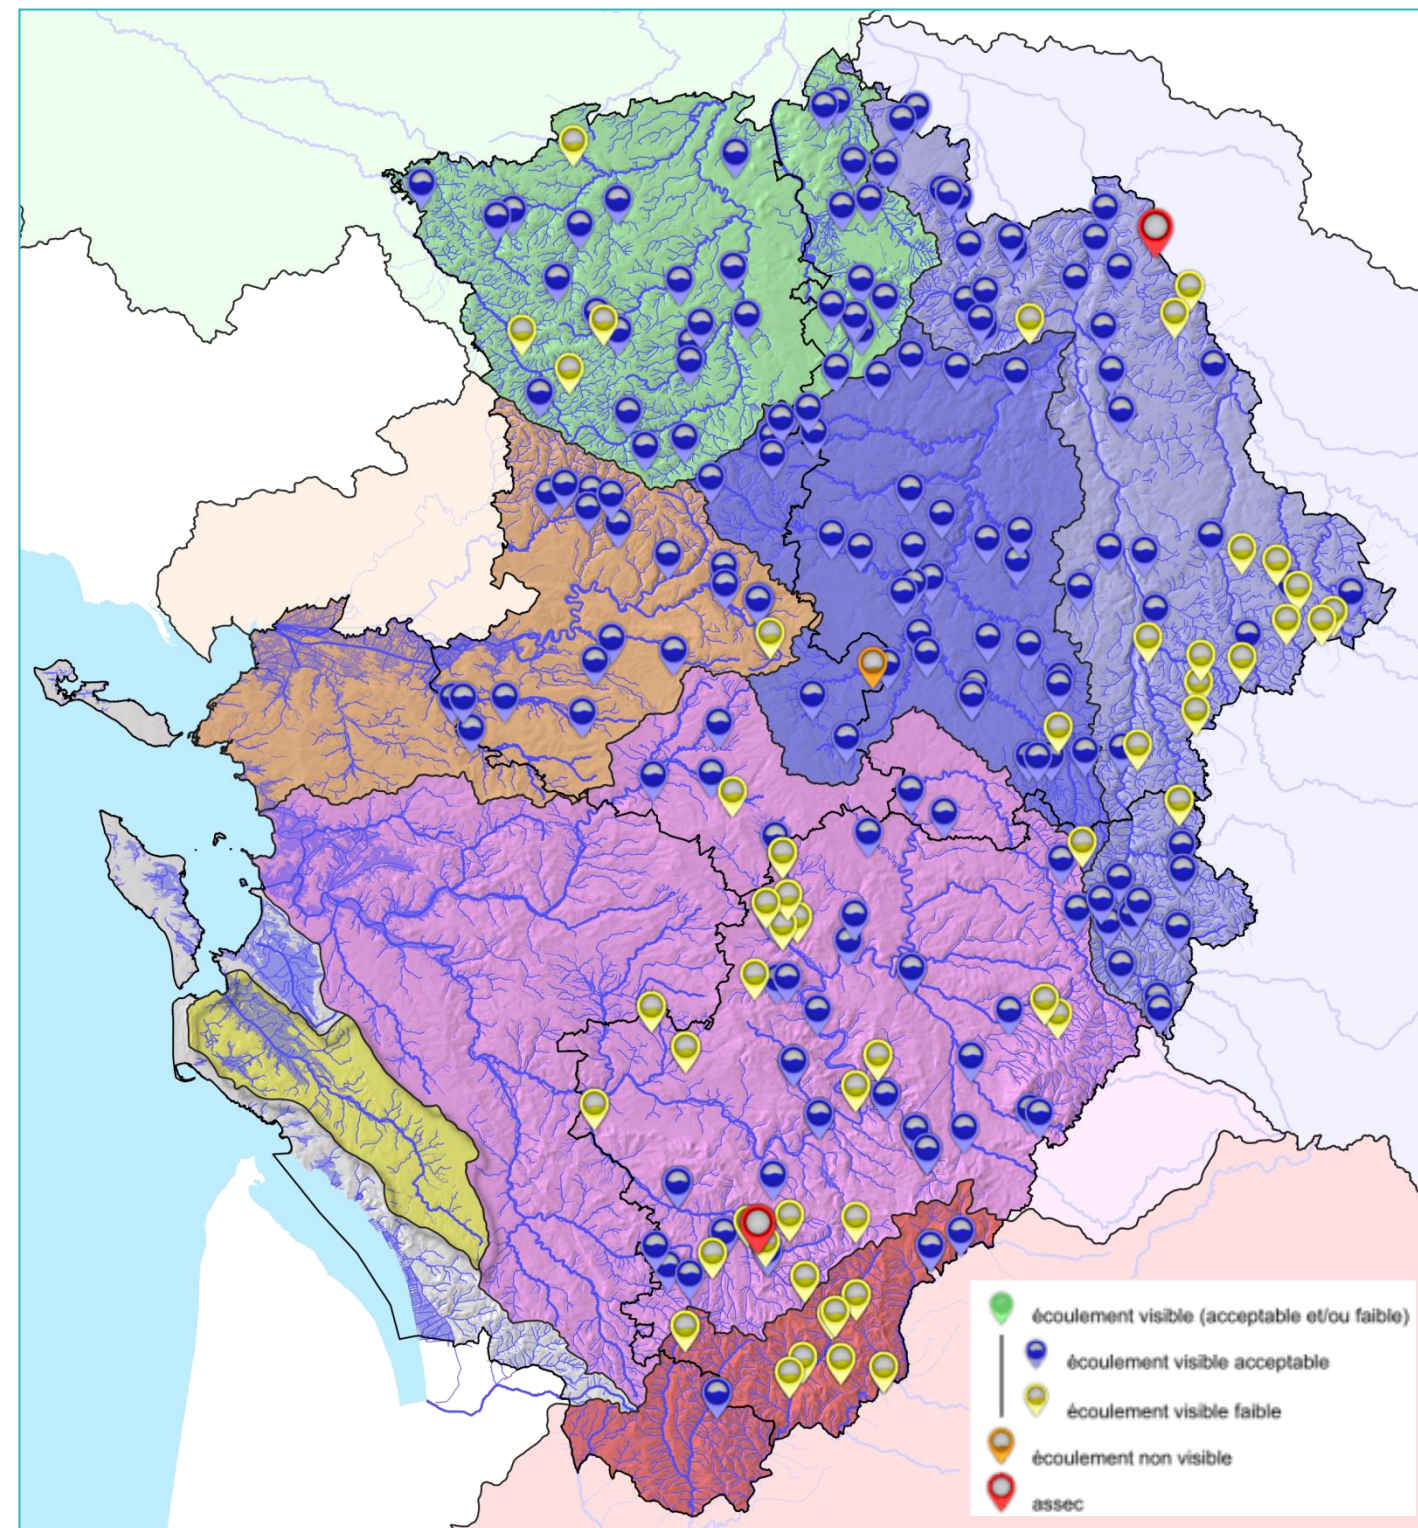 écoulement visible (acceptable et/ou faible)
écoulement visible acceptable
écoulement visible faible
écoulement non visible
assec